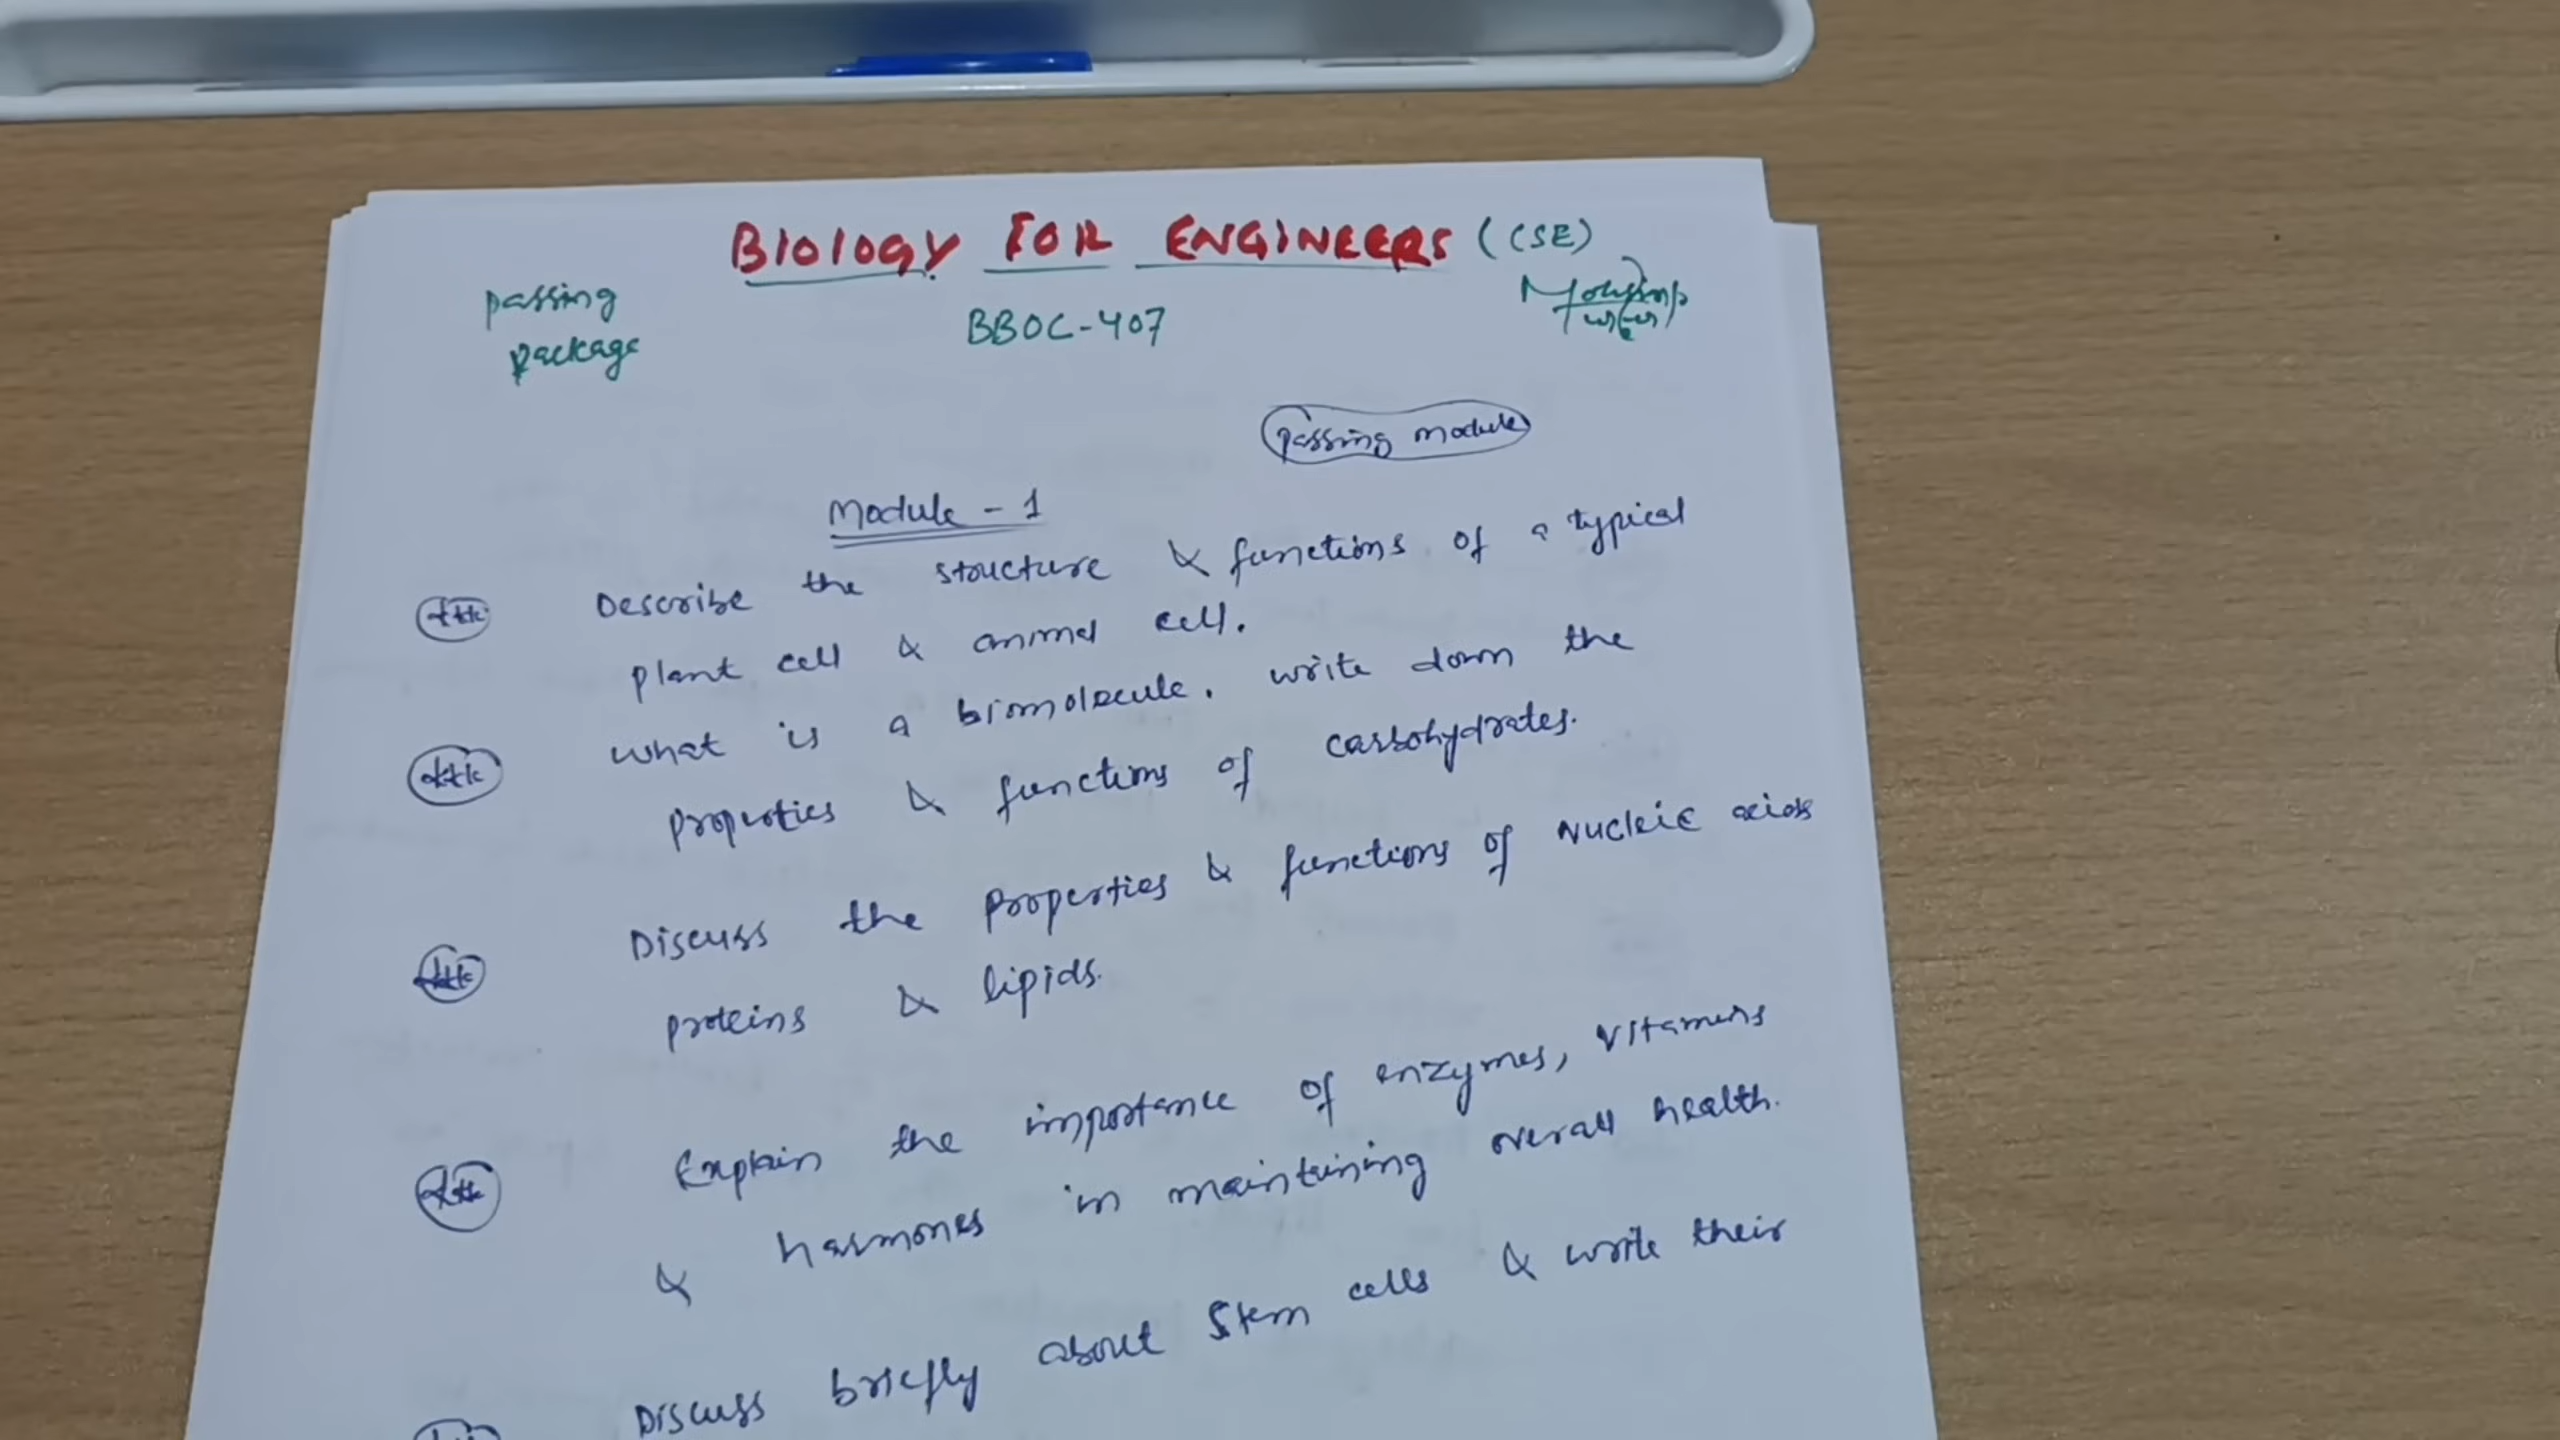 BIOLOGY FOR ENGINEERS (CSE)
passing
package
BBOC-407
passing module
Module - 1
Describe the structure & functions of a typical
plant cell & animal cell.
What is a biomolecule. write down the
properties & functions of carbohydrates.
Discuss the Properties & functions of Nucleic acids
proteins & lipids.
Explain the importance of enzymes, vitamins
& harmones in maintaining overall health.
Discuss briefly about Stem cells & write their